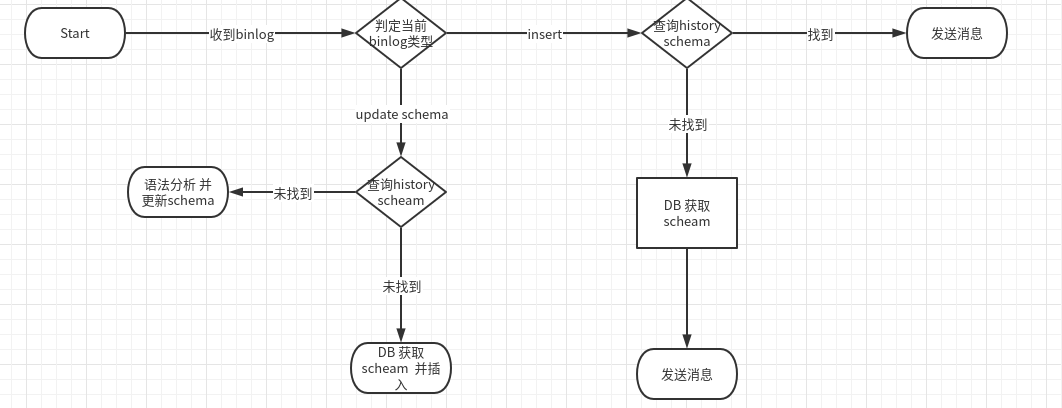 Start
收到binlog
判定当前
binlog类型
insert
查询history
schema
找到
发送消息
update schema
未找到
语法分析 并
更新schema
未找到
查询history
scheam
DB 获取
scheam
未找到
DB 获取
scheam 并插
入
发送消息